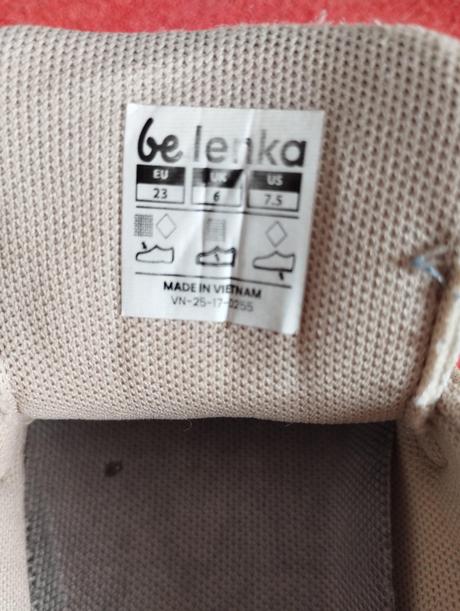 be lenka
EU UK US
23 6 7.5
MADE IN VIETNAM
VN-25-17-0255